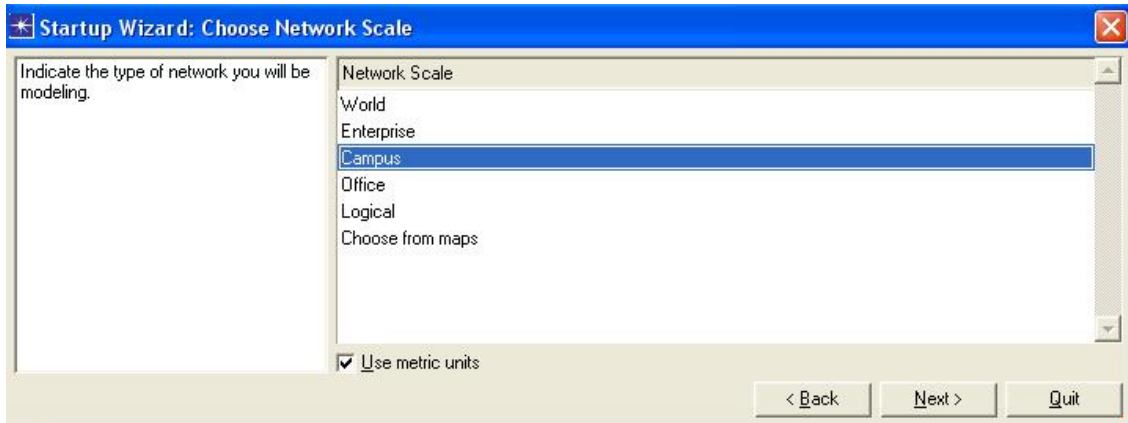 Startup Wizard: Choose Network Scale
Indicate the type of network you will be
modeling.
Network Scale
World
Enterprise
Campus
Office
Logical
Choose from maps
Use metric units
< Back
Next >
Quit